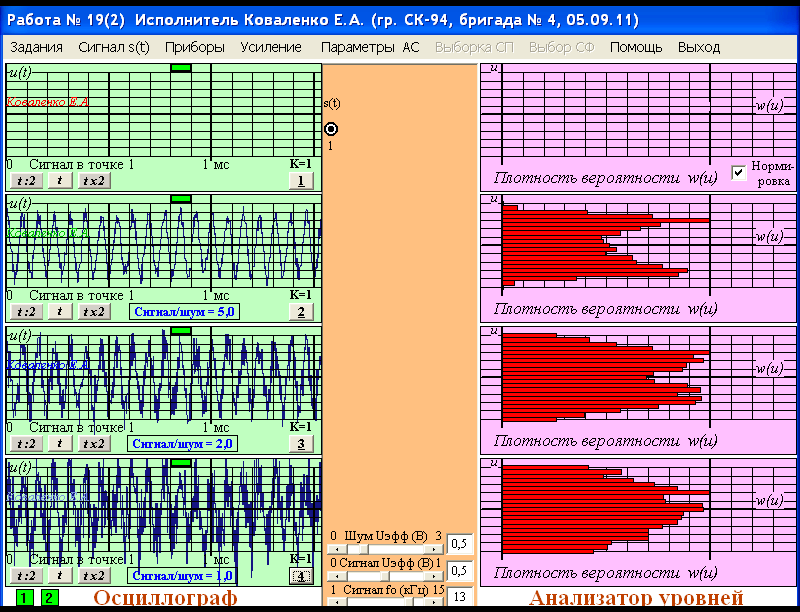 Работа № 19(2) Исполнитель Коваленко Е.А. (гр. СК-94, бригада № 4, 05.09.11)
Задания Сигнал s(t) Приборы Усиление Параметры АС Выборка СП Выбор СФ Помощь Выход
u(t)
Коваленко Е.А
0 Сигнал в точке 1 1 мс К=1
t:2 t tx2 1
s(t)
1
u
w(u)
Плотность вероятности w(u)
Норми-
ровка
u(t)
Коваленко Е.А
0 Сигнал в точке 1 1 мс К=1
t:2 t tx2 Сигнал/шум = 5,0 2
u
w(u)
Плотность вероятности w(u)
u(t)
Коваленко Е.А
0 Сигнал в точке 1 1 мс К=1
t:2 t tx2 Сигнал/шум = 2,0 3
u
w(u)
Плотность вероятности w(u)
u(t)
Коваленко Е.А
0 Сигнал в точке 1 1 мс К=1
t:2 t tx2 Сигнал/шум = 1,0 4
u
w(u)
Плотность вероятности w(u)
0 Шум Uэфф (В) 3
0,5
0 Сигнал Uэфф (В) 1
0,5
1 Сигнал fo (кГц) 15
13
1 2 Осциллограф
Анализатор уровней